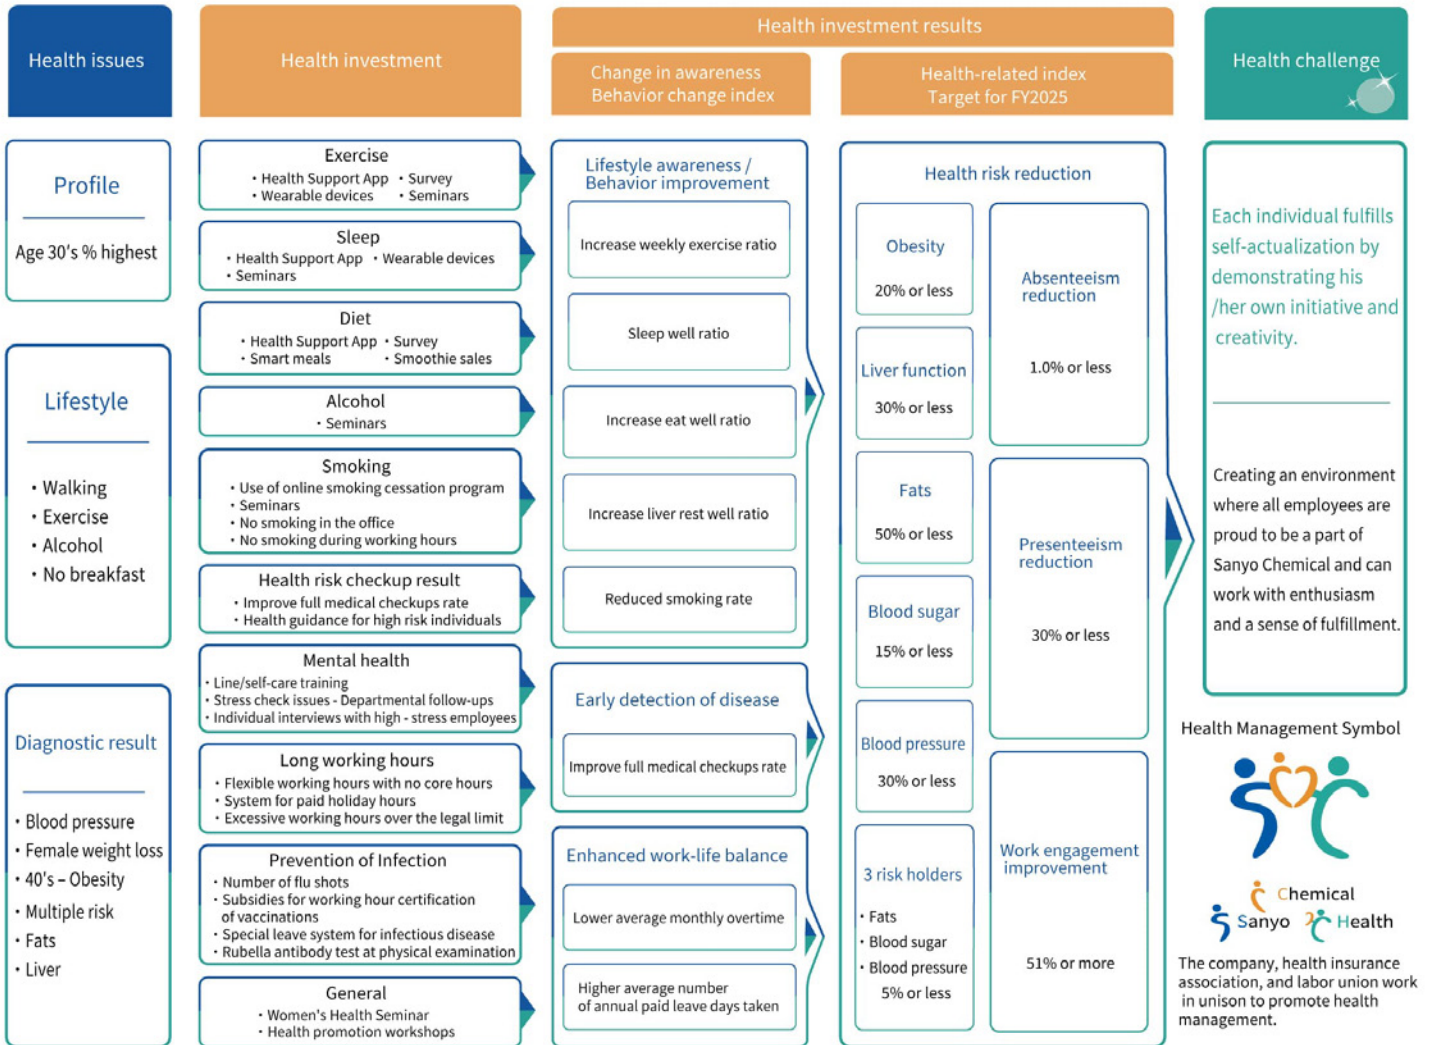 Health issues
Health investment
Health investment results
Change in awareness
Behavior change index
Health-related index
Target for FY2025
Health challenge
Profile
Age 30's % highest
Lifestyle
・Walking
・Exercise
・Alcohol
・No breakfast
Diagnostic result
・Blood pressure
・Female weight loss
・40's – Obesity
・Multiple risk
・Fats
・Liver
Exercise
・Health Support App ・Survey
・Wearable devices ・Seminars
Sleep
・Health Support App ・Wearable devices
・Seminars
Diet
・Health Support App ・Survey
・Smart meals ・Smoothie sales
Alcohol
・Seminars
Smoking
・Use of online smoking cessation program
・Seminars
・No smoking in the office
・No smoking during working hours
Health risk checkup result
・Improve full medical checkups rate
・Health guidance for high risk individuals
Mental health
・Line/self-care training
・Stress check issues - Departmental follow-ups
・Individual interviews with high - stress employees
Long working hours
・Flexible working hours with no core hours
・System for paid holiday hours
・Excessive working hours over the legal limit
Prevention of Infection
・Number of flu shots
・Subsidies for working hour certification
of vaccinations
・Special leave system for infectious disease
・Rubella antibody test at physical examination
General
・Women's Health Seminar
・Health promotion workshops
Lifestyle awareness /
Behavior improvement
Increase weekly exercise ratio
Sleep well ratio
Increase eat well ratio
Increase liver rest well ratio
Reduced smoking rate
Early detection of disease
Improve full medical checkups rate
Enhanced work-life balance
Lower average monthly overtime
Higher average number
of annual paid leave days taken
Health risk reduction
Obesity
20% or less
Liver function
30% or less
Fats
50% or less
Blood sugar
15% or less
Blood pressure
30% or less
3 risk holders
・Fats
・Blood sugar
・Blood pressure
5% or less
Absenteeism
reduction
1.0% or less
Presenteeism
reduction
30% or less
Work engagement
improvement
51% or more
Each individual fulfills
self-actualization by
demonstrating his
/her own initiative and
creativity.
Creating an environment
where all employees are
proud to be a part of
Sanyo Chemical and can
work with enthusiasm
and a sense of fulfillment.
Health Management Symbol
Chemical
Sanyo Health
The company, health insurance
association, and labor union work
in unison to promote health
management.